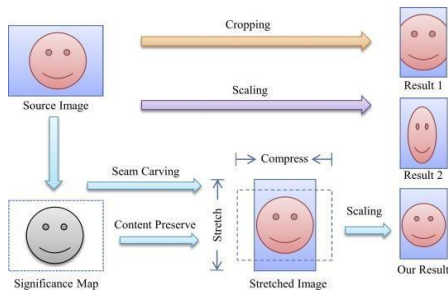 Cropping
Result 1
Source Image
Scaling
Result 2
Seam Carving
Compress
Content Preserve
Stretch
Scaling
Significance Map
Stretched Image
Our Result